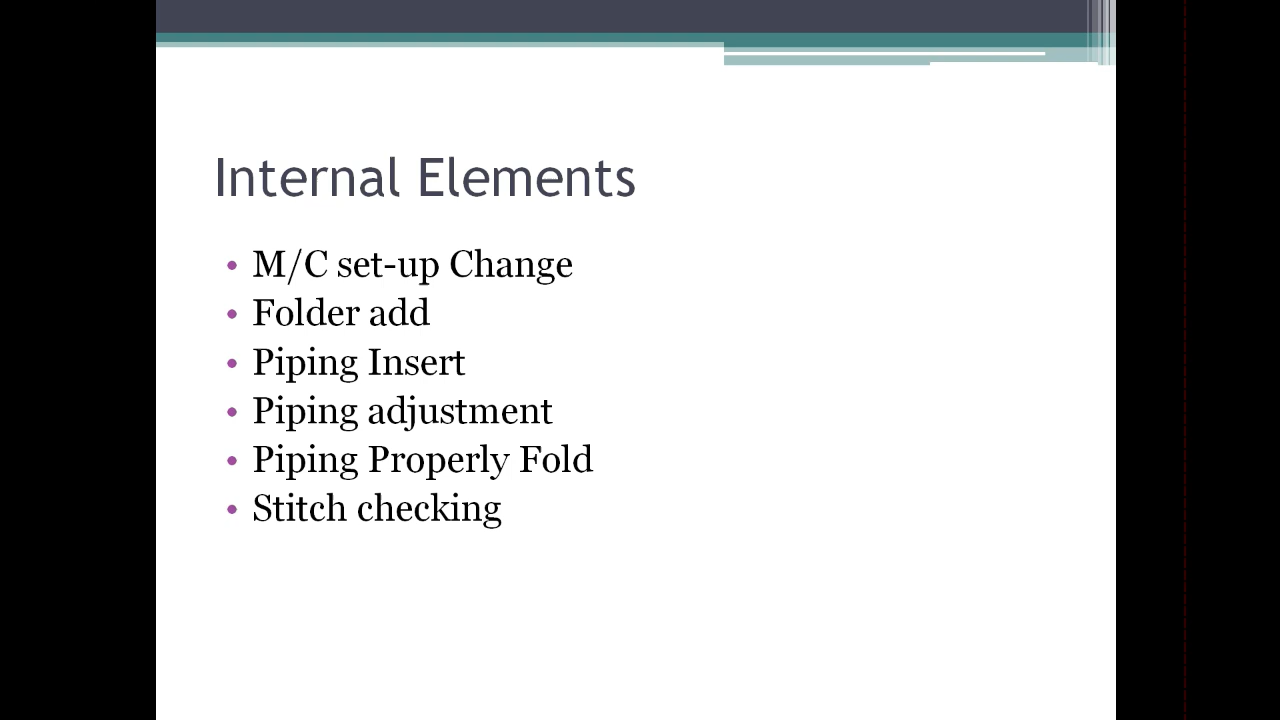 Internal Elements
• M/C set-up Change
• Folder add
• Piping Insert
• Piping adjustment
• Piping Properly Fold
• Stitch checking